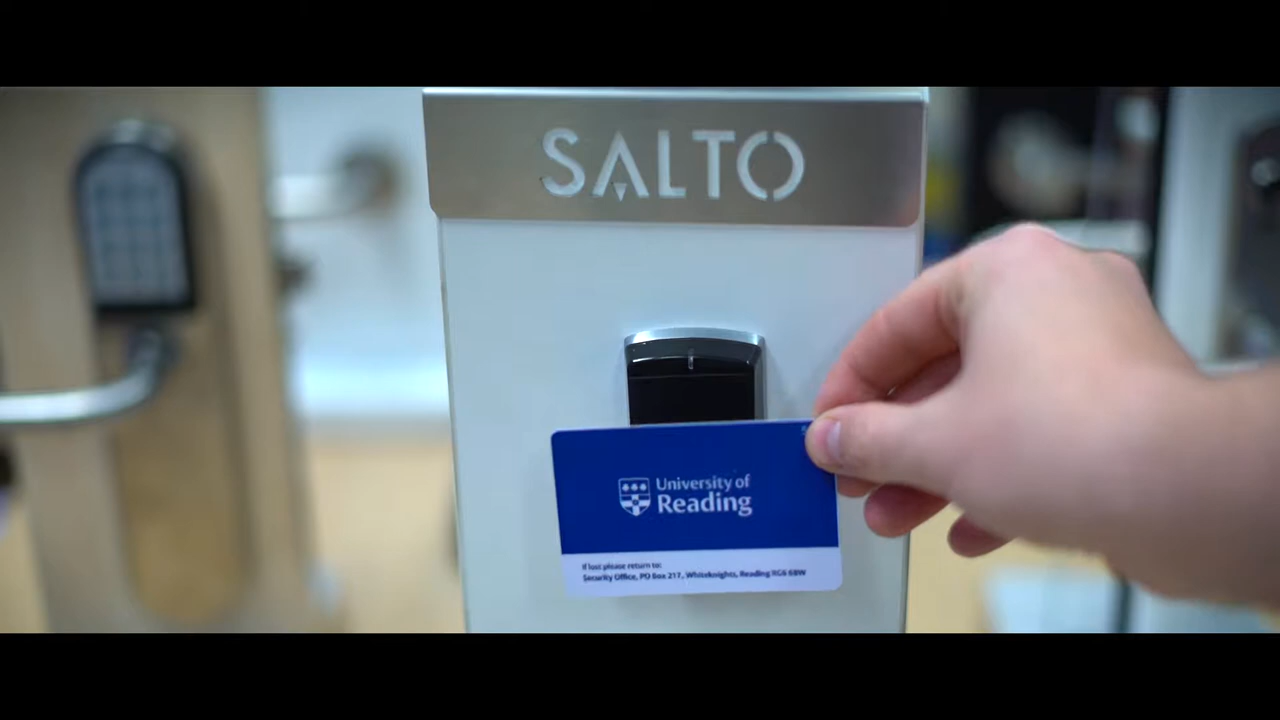 SALTO
University of
Reading
If lost please return to:
Security Office, PO Box 217, Whiteknights, Reading RG6 6BW